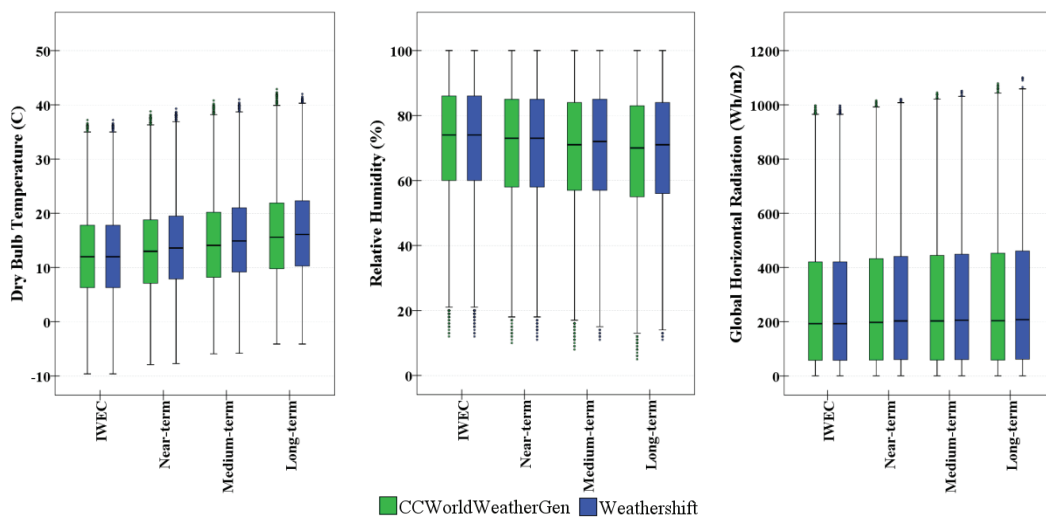 Dry Bulb Temperature (C)
50
40
30
20
10
0
-10
IWEC
Near-term
Medium-term
Long-term
Relative Humidity (%)
100
80
60
40
20
0
IWEC
Near-term
Medium-term
Long-term
Global Horizontal Radiation (Wh/m2)
1200
1000
800
600
400
200
0
IWEC
Near-term
Medium-term
Long-term
CCWorldWeatherGen Weathershift